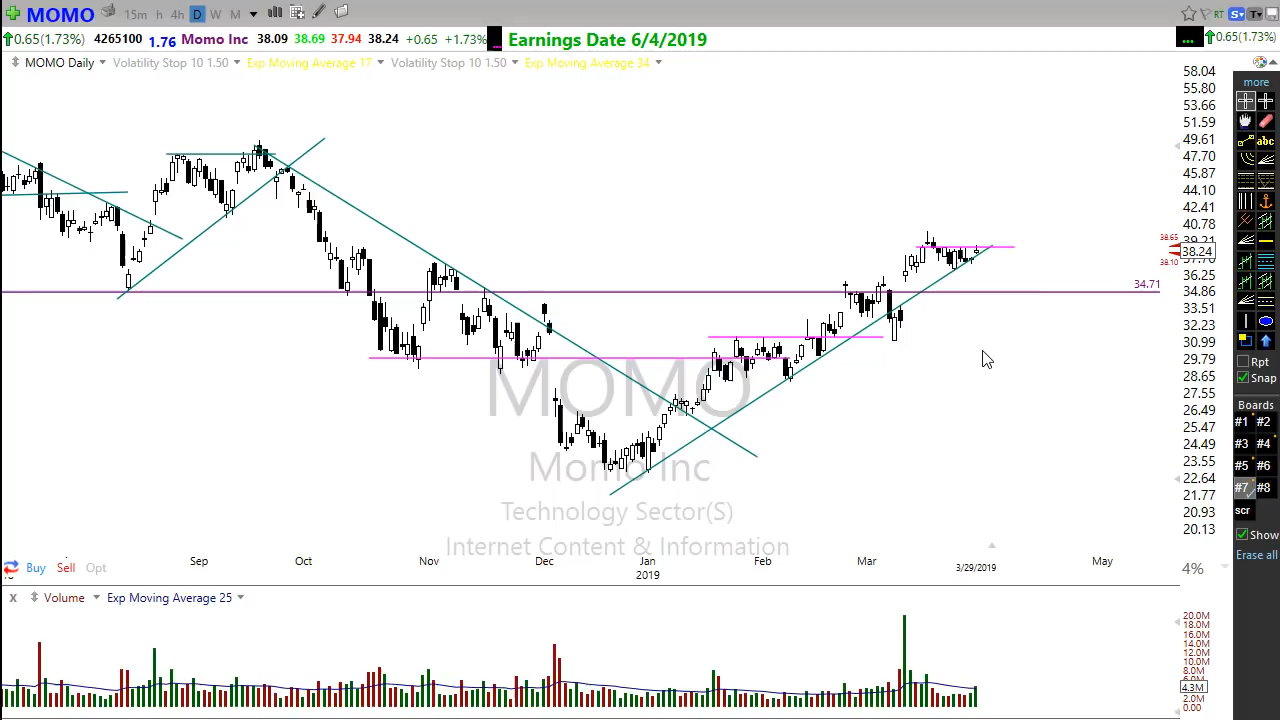 MOMO 15m h 4h D W M S T
0.65(1.73%) 4265100 1.76 Momo Inc 38.09 38.69 37.94 38.24 +0.65 +1.73% Earnings Date 6/4/2019 0.65(1.73%)
MOMO Daily Volatility Stop 10 1.50 Exp Moving Average 17 Volatility Stop 10 1.50 Exp Moving Average 34
58.04
55.80
53.66
51.59
49.61
47.70
45.87
44.10
42.41
40.78
39.21
38.65
38.24
38.10
36.25
34.71
34.86
33.51
32.23
30.99
29.79
28.65
27.55
26.49
25.47
24.49
23.55
22.64
21.77
20.93
20.13
MOMO
Momo Inc
Technology Sector(S)
Internet Content & Information
Sep Oct Nov Dec Jan Feb Mar 3/29/2019 May
2019
Buy Sell Opt
4%
X Volume Exp Moving Average 25
20.0M
18.0M
16.0M
14.0M
12.0M
10.0M
8.0M
4.3M
2.0M
0.00
more
abc
Rpt
Snap
Boards
#1 #2
#3 #4
#5 #6
#7 #8
scr
Show
Erase all